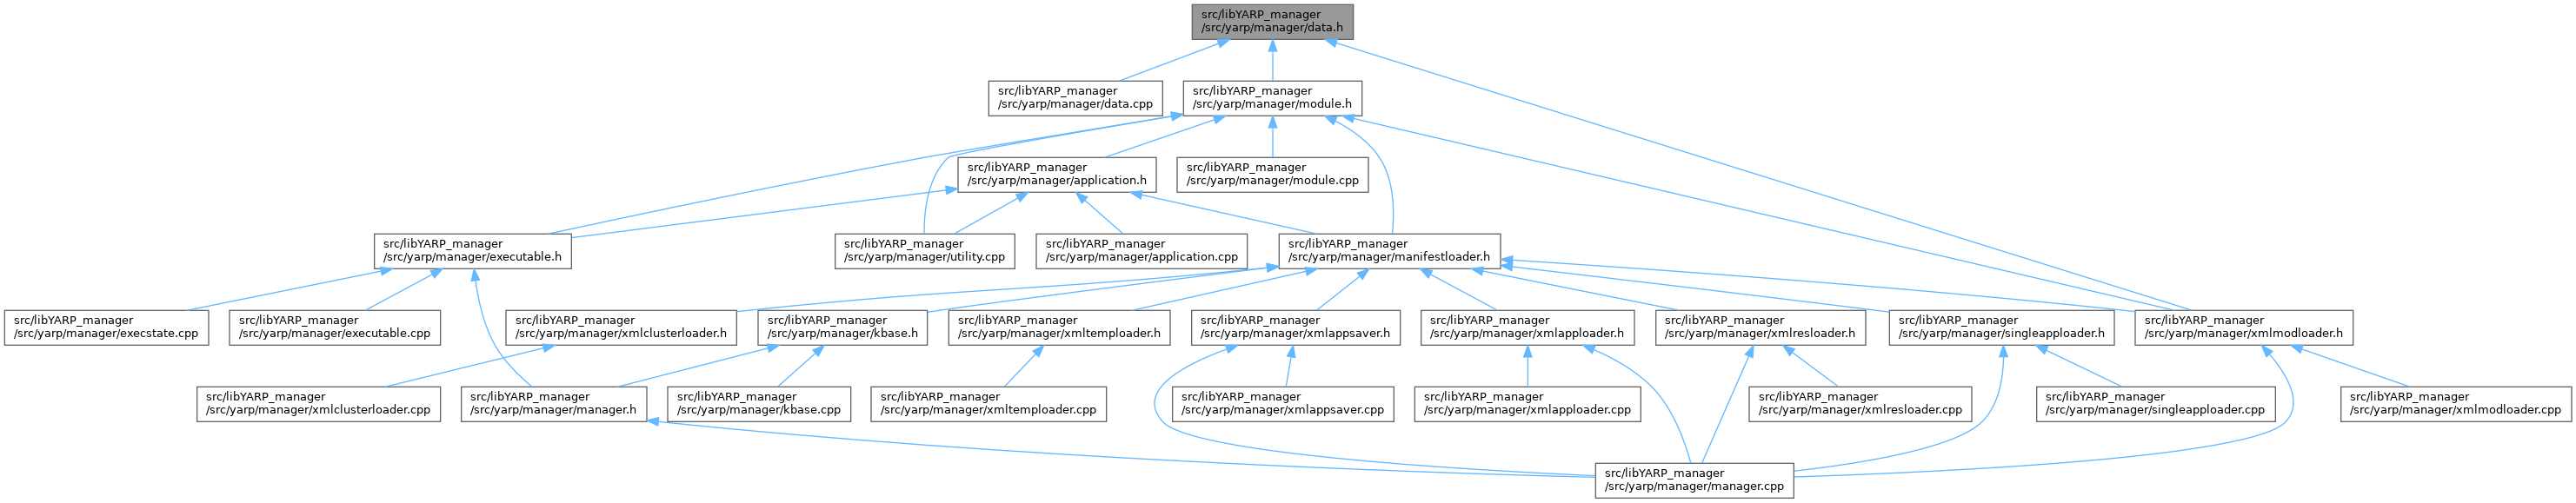 src/libYARP_manager
/src/yarp/manager/data.h
src/libYARP_manager
/src/yarp/manager/data.cpp
src/libYARP_manager
/src/yarp/manager/module.h
src/libYARP_manager
/src/yarp/manager/application.h
src/libYARP_manager
/src/yarp/manager/module.cpp
src/libYARP_manager
/src/yarp/manager/executable.h
src/libYARP_manager
/src/yarp/manager/utility.cpp
src/libYARP_manager
/src/yarp/manager/application.cpp
src/libYARP_manager
/src/yarp/manager/manifestloader.h
src/libYARP_manager
/src/yarp/manager/execstate.cpp
src/libYARP_manager
/src/yarp/manager/executable.cpp
src/libYARP_manager
/src/yarp/manager/xmlclusterloader.h
src/libYARP_manager
/src/yarp/manager/kbase.h
src/libYARP_manager
/src/yarp/manager/xmltemploader.h
src/libYARP_manager
/src/yarp/manager/xmlappsaver.h
src/libYARP_manager
/src/yarp/manager/xmlapploader.h
src/libYARP_manager
/src/yarp/manager/xmlresloader.h
src/libYARP_manager
/src/yarp/manager/singleapploader.h
src/libYARP_manager
/src/yarp/manager/xmlmodloader.h
src/libYARP_manager
/src/yarp/manager/xmlclusterloader.cpp
src/libYARP_manager
/src/yarp/manager/manager.h
src/libYARP_manager
/src/yarp/manager/kbase.cpp
src/libYARP_manager
/src/yarp/manager/xmltemploader.cpp
src/libYARP_manager
/src/yarp/manager/xmlappsaver.cpp
src/libYARP_manager
/src/yarp/manager/xmlapploader.cpp
src/libYARP_manager
/src/yarp/manager/xmlresloader.cpp
src/libYARP_manager
/src/yarp/manager/singleapploader.cpp
src/libYARP_manager
/src/yarp/manager/xmlmodloader.cpp
src/libYARP_manager
/src/yarp/manager/manager.cpp